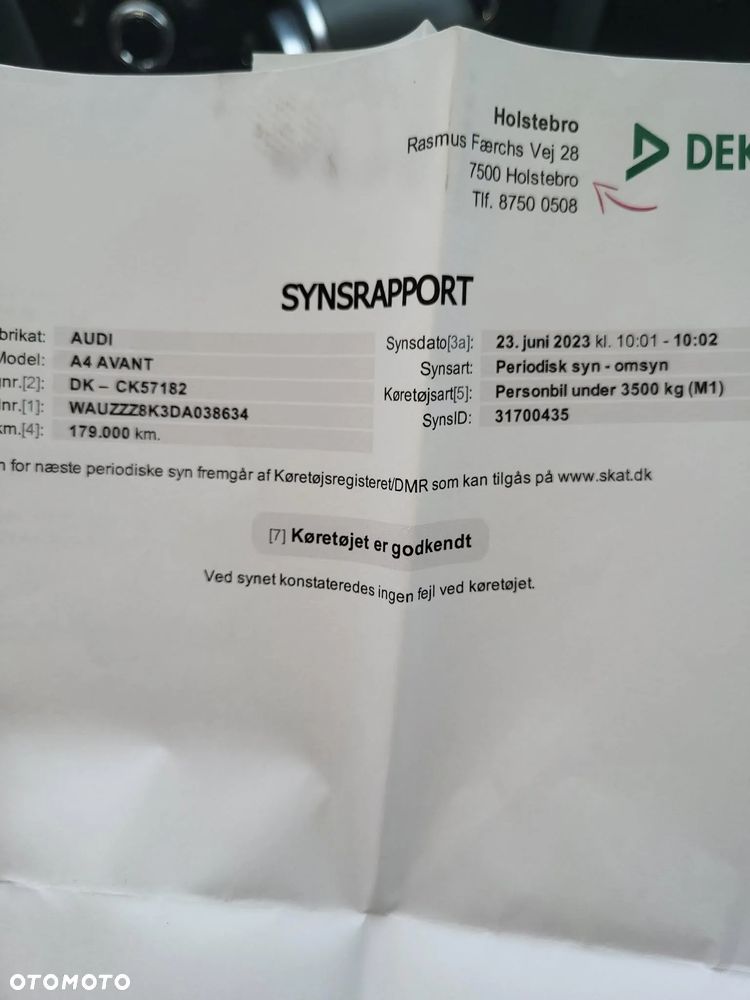 Holstebro
Rasmus Færchs Vej 28
7500 Holstebro
Tlf. 8750 0508
DEK
SYNSRAPPORT
brikat: AUDI
Model: A4 AVANT
nr.[2]: DK – CK57182
nr.[1]: WAUZZZ8K3DA038634
km.[4]: 179.000 km.
Synsdato[3a]: 23. juni 2023 kl. 10:01 - 10:02
Synsart: Periodisk syn - omsyn
Køretøjsart[5]: Personbil under 3500 kg (M1)
SynsID: 31700435
n for næste periodiske syn fremgår af Køretøjsregisteret/DMR som kan tilgås på www.skat.dk
[7] Køretøjet er godkendt
Ved synet konstateredes ingen fejl ved køretøjet.
OTOMOTO